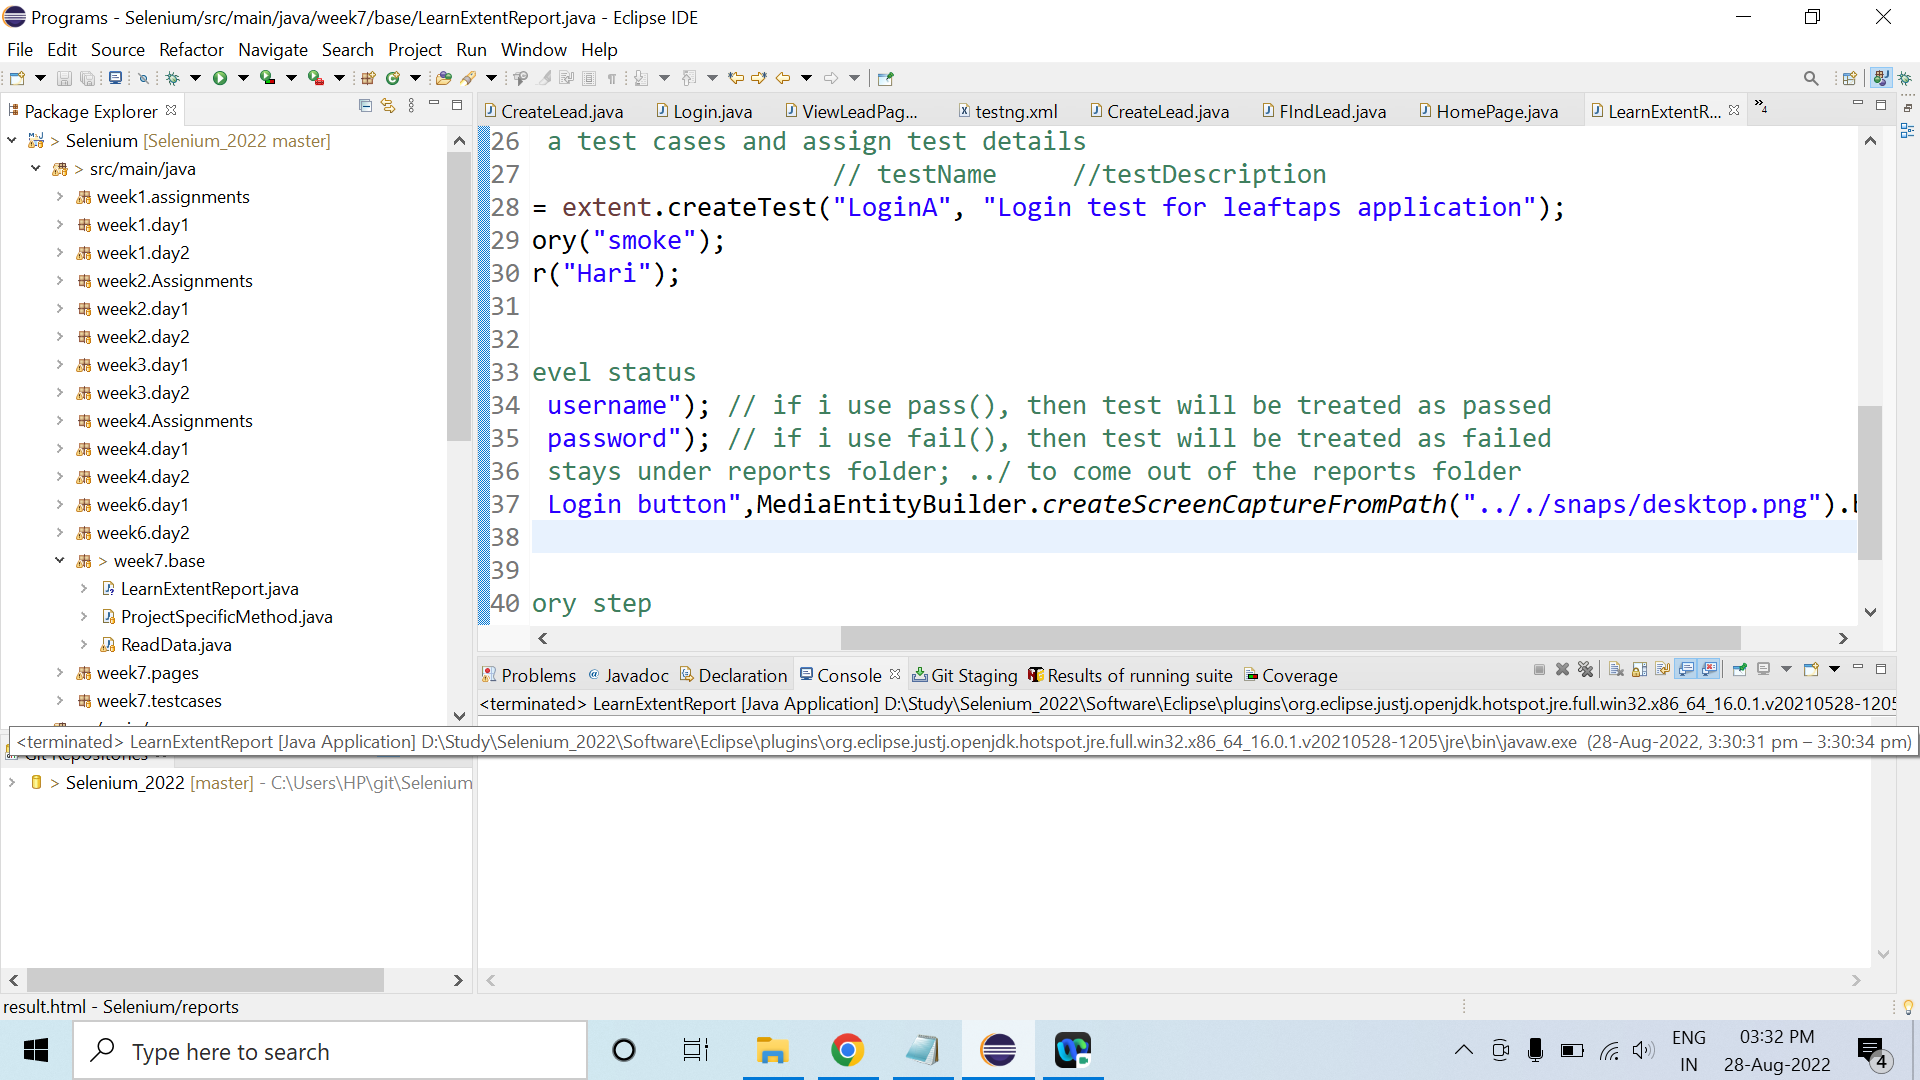 Programs - Selenium/src/main/java/week7/base/LearnExtentReport.java - Eclipse IDE
File Edit Source Refactor Navigate Search Project Run Window Help
Package Explorer
> Selenium [Selenium_2022 master]
> src/main/java
week1.assignments
week1.day1
week1.day2
week2.Assignments
week2.day1
week2.day2
week3.day1
week3.day2
week4.Assignments
week4.day1
week4.day2
week6.day1
week6.day2
> week7.base
LearnExtentReport.java
ProjectSpecificMethod.java
ReadData.java
week7.pages
week7.testcases
CreateLead.java Login.java ViewLeadPag... testng.xml CreateLead.java FIndLead.java HomePage.java LearnExtentR... »4
26 a test cases and assign test details
27 // testName //testDescription
28 = extent.createTest("LoginA", "Login test for leaftaps application");
29 ory("smoke");
30 r("Hari");
31
32
33 evel status
34 username"); // if i use pass(), then test will be treated as passed
35 password"); // if i use fail(), then test will be treated as failed
36 stays under reports folder; ../ to come out of the reports folder
37 Login button",MediaEntityBuilder.createScreenCaptureFromPath(".././snaps/desktop.png").b
38
39
40 ory step
Problems Javadoc Declaration Console Git Staging Results of running suite Coverage
<terminated> LearnExtentReport [Java Application] D:\Study\Selenium_2022\Software\Eclipse\plugins\org.eclipse.justj.openjdk.hotspot.jre.full.win32.x86_64_16.0.1.v20210528-1205
<terminated> LearnExtentReport [Java Application] D:\Study\Selenium_2022\Software\Eclipse\plugins\org.eclipse.justj.openjdk.hotspot.jre.full.win32.x86_64_16.0.1.v20210528-1205\jre\bin\javaw.exe (28-Aug-2022, 3:30:31 pm – 3:30:34 pm)
> Selenium_2022 [master] - C:\Users\HP\git\Selenium
result.html - Selenium/reports
Type here to search
ENG
IN
03:32 PM
28-Aug-2022
4